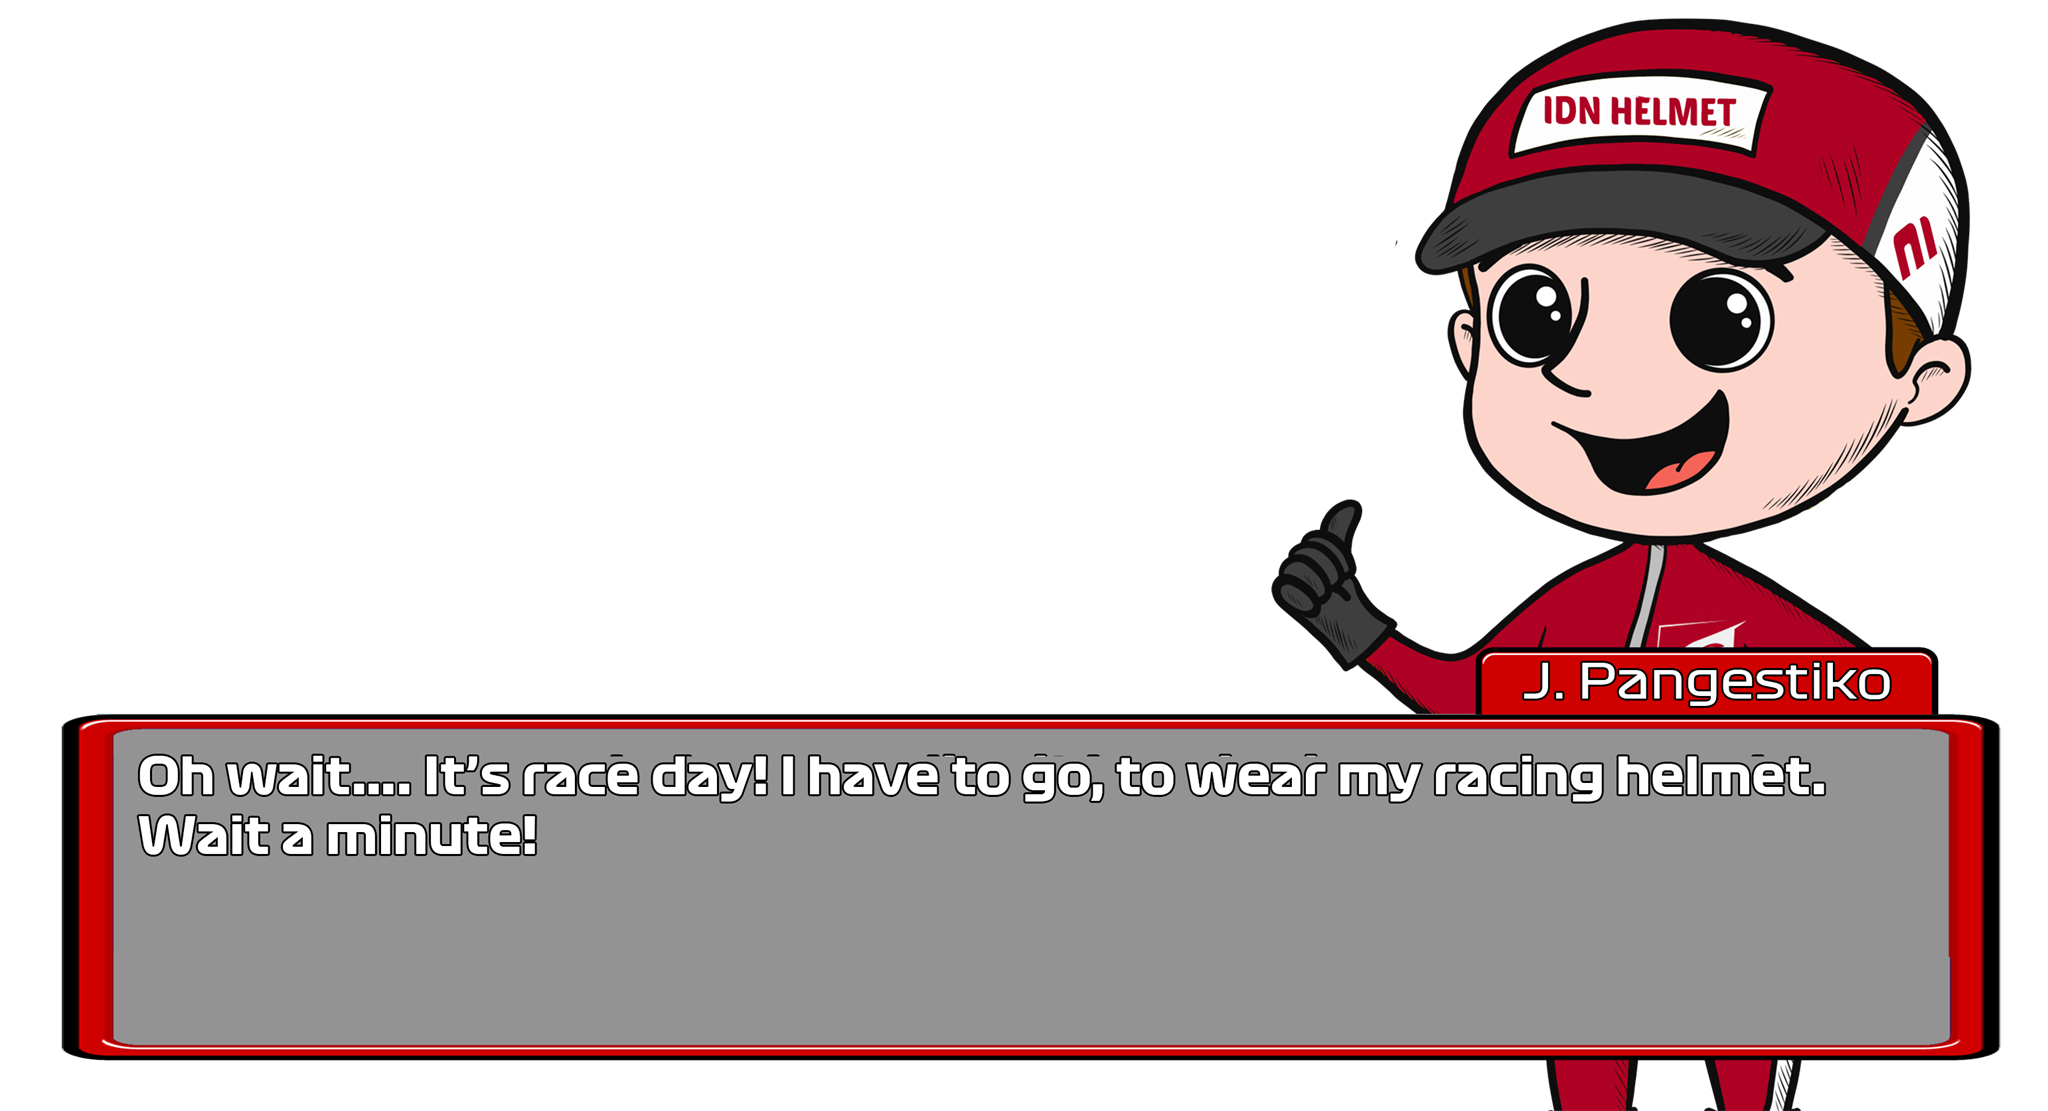 IDN HELMET
J. Pangestiko
Oh wait.... It's race day! I have to go, to wear my racing helmet.
Wait a minute!